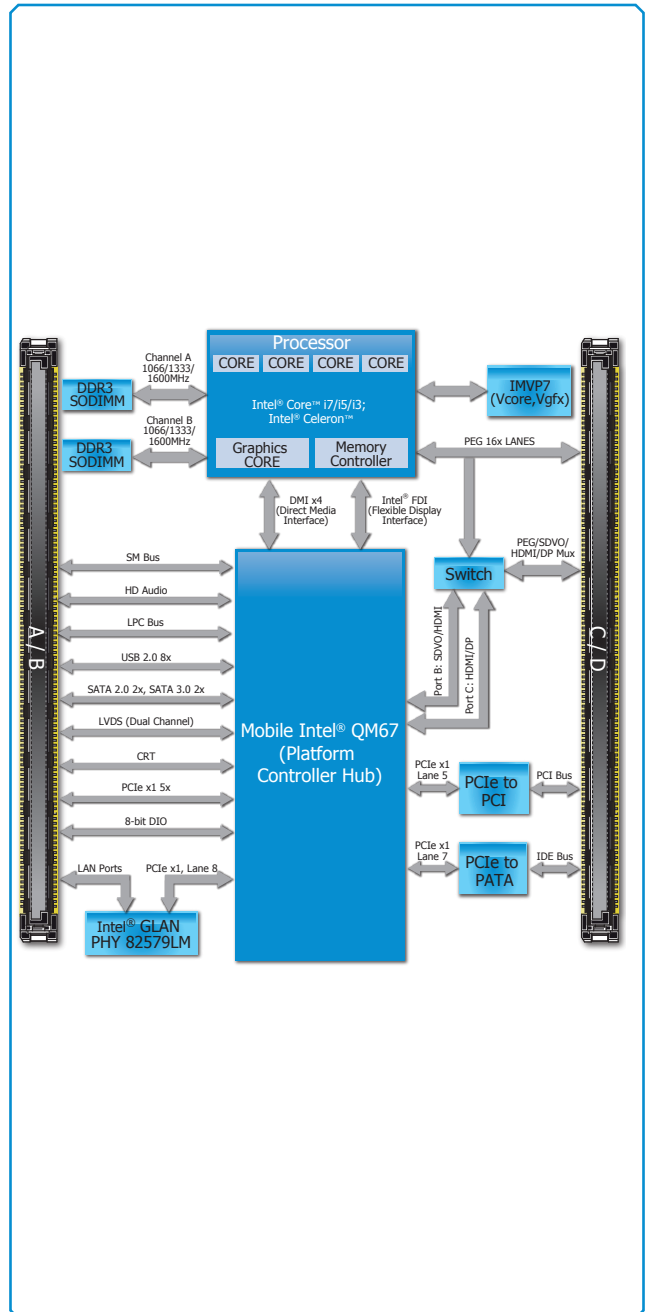 Processor
CORE CORE CORE CORE
Intel® Core™ i7/i5/i3;
Intel® Celeron™
Graphics
CORE
Memory
Controller
Channel A
1066/1333/
1600MHz
DDR3
SODIMM
Channel B
1066/1333/
1600MHz
DDR3
SODIMM
IMVP7
(Vcore,Vgfx)
PEG 16x LANES
DMI x4
(Direct Media
Interface)
Intel® FDI
(Flexible Display
Interface)
PEG/SDVO/
HDMI/DP Mux
Switch
Port B: SDVO/HDMI
Port C: HDMI/DP
A / B
C / D
SM Bus
HD Audio
LPC Bus
USB 2.0 8x
SATA 2.0 2x, SATA 3.0 2x
LVDS (Dual Channel)
CRT
PCIe x1 5x
8-bit DIO
Mobile Intel® QM67
(Platform
Controller Hub)
PCIe x1
Lane 5
PCIe to
PCI
PCI Bus
PCIe x1
Lane 7
PCIe to
PATA
IDE Bus
LAN Ports
PCIe x1, Lane 8
Intel® GLAN
PHY 82579LM